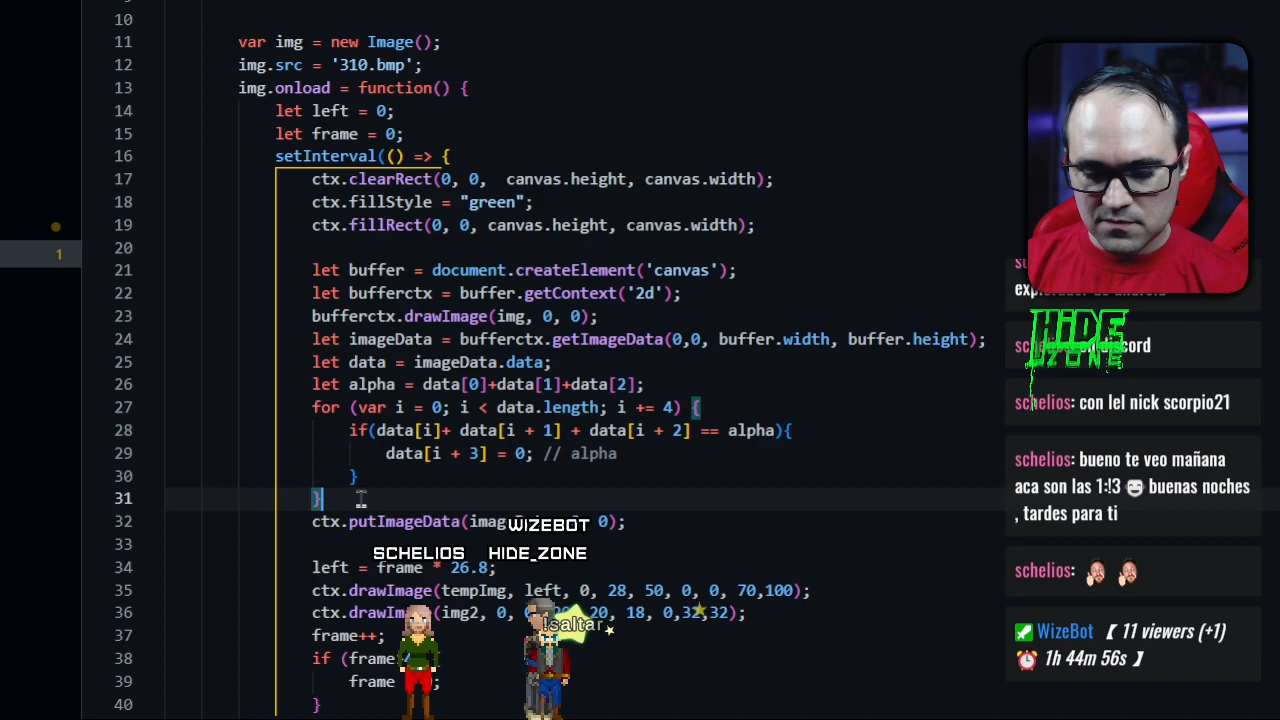 10
11 var img = new Image();
12 img.src = '310.bmp';
13 img.onload = function() {
14 let left = 0;
15 let frame = 0;
16 setInterval(() => {
17 ctx.clearRect(0, 0,  canvas.height, canvas.width);
18 ctx.fillStyle = "green";
19 ctx.fillRect(0, 0, canvas.height, canvas.width);
20
21 let buffer = document.createElement('canvas');
22 let bufferctx = buffer.getContext('2d');
23 bufferctx.drawImage(img, 0, 0);
24 let imageData = bufferctx.getImageData(0,0, buffer.width, buffer.height);
25 let data = imageData.data;
26 let alpha = data[0]+data[1]+data[2];
27 for (var i = 0; i < data.length; i += 4) {
28 if(data[i]+ data[i + 1] + data[i + 2] == alpha){
29 data[i + 3] = 0; // alpha
30 }
31 }
32 ctx.putImageData(imag 0);
33
34 left = frame * 26.8;
35 ctx.drawImage(tempImg, left, 0, 28, 50, 0, 0, 70,100);
36 ctx.drawIm (img2, 0, 20, 18, 0,32,32);
37 frame++;
38 if (frame
39 frame ;
40 }
1
WIZEBOT
SCHELIOS HIDE_ZONE
!saltar
HiDE
ZONE
schelios: con lel nick scorpio21
schelios: bueno te veo mañana
aca son las 1:!3 buenas noches
, tardes para ti
schelios:
WizeBot 【 11 viewers (+1)
1h 44m 56s 】